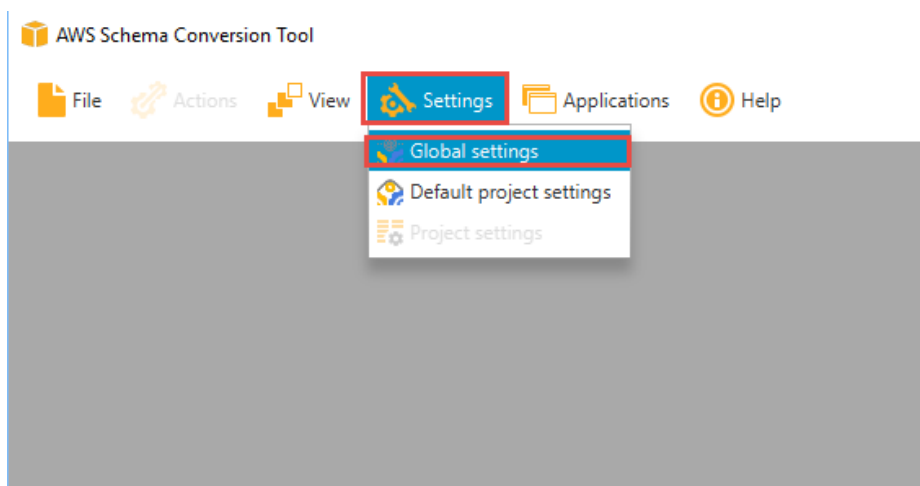 AWS Schema Conversion Tool
File Actions View Settings Applications Help
Global settings
Default project settings
Project settings